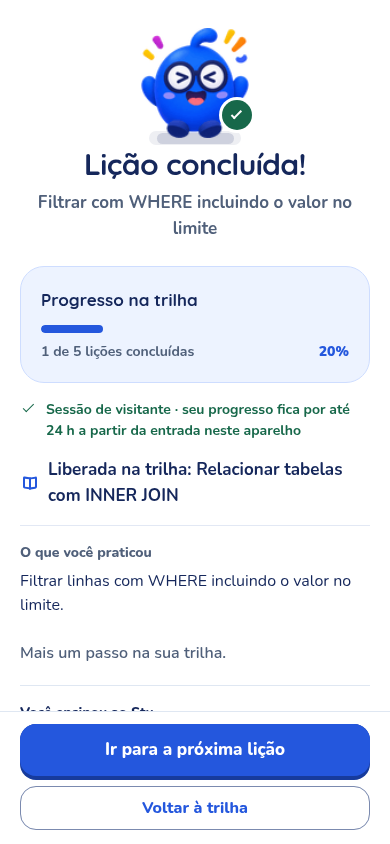 Lição concluída!
Filtrar com WHERE incluindo o valor no
limite
Progresso na trilha
1 de 5 lições concluídas
20%
Sessão de visitante · seu progresso fica por até
24 h a partir da entrada neste aparelho
Liberada na trilha: Relacionar tabelas
com INNER JOIN
O que você praticou
Filtrar linhas com WHERE incluindo o valor no
limite.
Mais um passo na sua trilha.
Ir para a próxima lição
Voltar à trilha